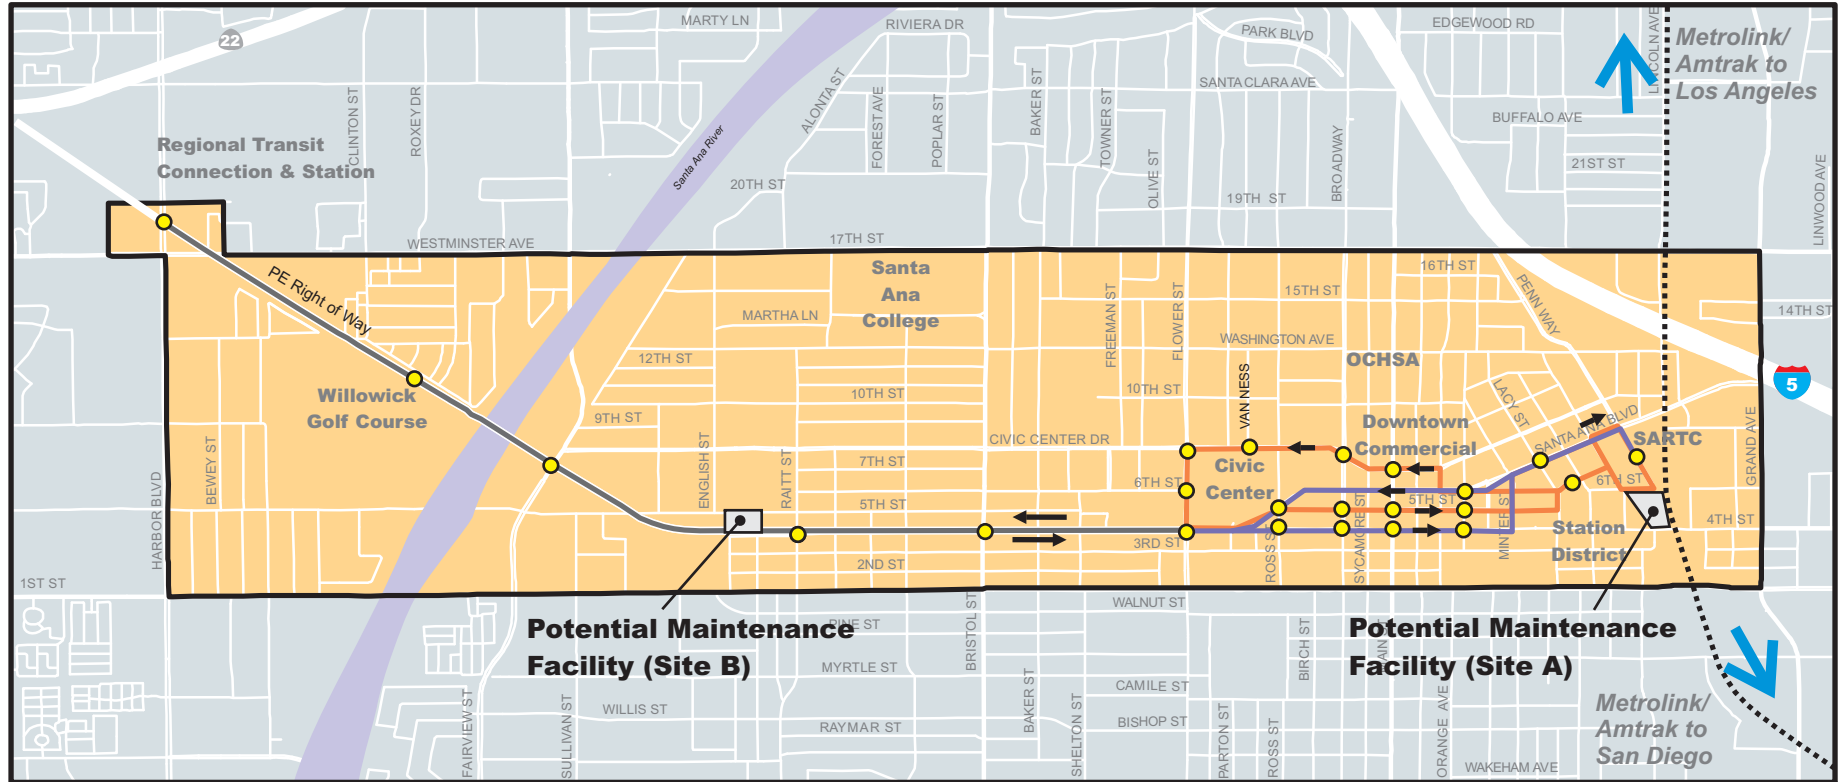 MARTY LN
RIVIERA DR
EDGEWOOD RD
LINCOLN AVE
Metrolink/
Amtrak to
Los Angeles
22
PARK BLVD
SANTA CLARA AVE
BUFFALO AVE
21ST ST
CLINTON ST
ROXEY DR
ALONTA ST
FOREST AVE
POPLAR ST
BAKER ST
TOWNER ST
OLIVE ST
BROADWAY
LINWOOD AVE
Regional Transit
Connection & Station
Santa Ana River
20TH ST
19TH ST
WESTMINSTER AVE
17TH ST
PE Right of Way
Santa
Ana
College
16TH ST
15TH ST
PENN WAY
14TH ST
MARTHA LN
FREEMAN ST
FLOWER ST
WASHINGTON AVE
OCHSA
12TH ST
10TH ST
10TH ST
VAN NESS
LACY ST
5
Willowick
Golf Course
9TH ST
Downtown
Commercial
CIVIC CENTER DR
SANTA ANA BLVD
SARTC
GRAND AVE
HARBOR BLVD
BEWEY ST
ENGLISH ST
RAITT ST
7TH ST
6TH ST
Civic
Center
5TH ST
5TH ST
6TH ST
SYCAMORE ST
MINTER ST
Station
District
4TH ST
3RD ST
ROSS ST
2ND ST
1ST ST
WALNUT ST
Potential Maintenance
Facility (Site B)
PINE ST
MYRTLE ST
BRISTOL ST
Potential Maintenance
Facility (Site A)
BIRCH ST
MAIN ST
CAMILE ST
BISHOP ST
WILLIS ST
RAYMAR ST
FAIRVIEW ST
SULLIVAN ST
BAKER ST
SHELTON ST
PARTON ST
ROSS ST
ORANGE AVE
WAKEHAM AVE
Metrolink/
Amtrak to
San Diego